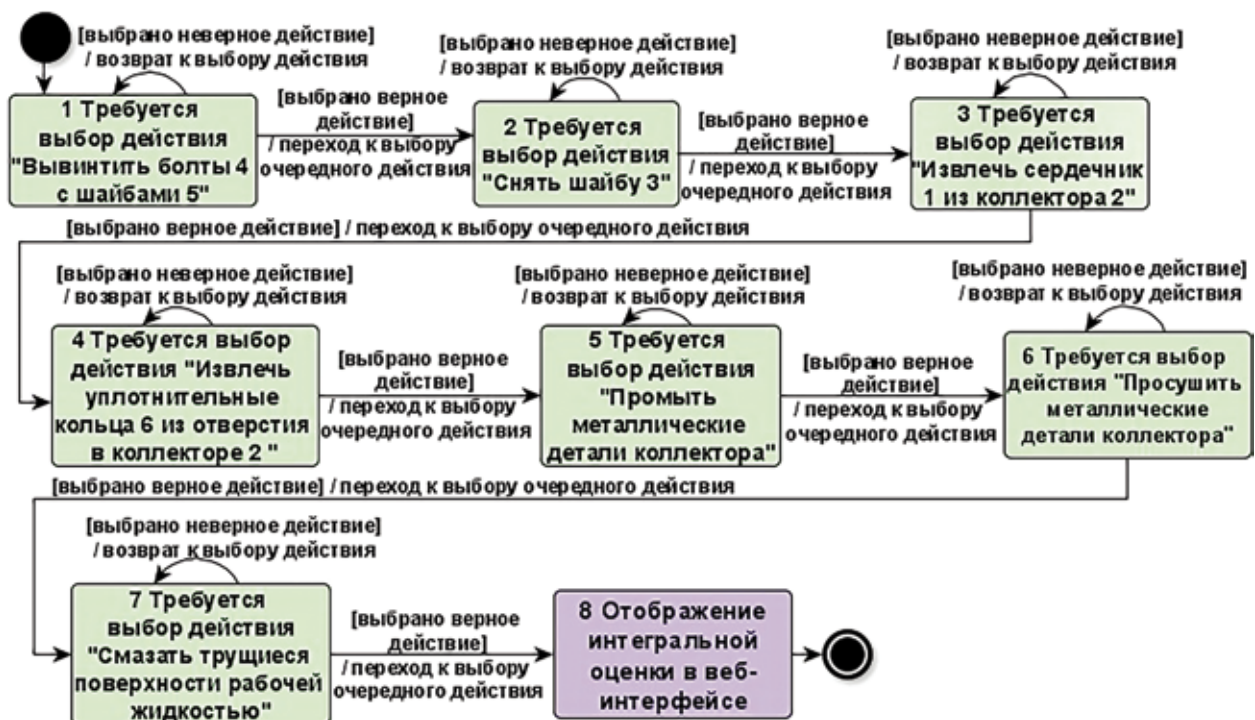 [выбрано неверное действие]
/ возврат к выбору действия
1 Требуется
выбор действия
"Вывинтить болты 4
с шайбами 5"
[выбрано верное
действие]
/ переход к выбору
очередного действия
[выбрано неверное действие]
/ возврат к выбору действия
2 Требуется
выбор действия
"Снять шайбу 3"
[выбрано верное
действие]
/ переход к выбору
очередного действия
[выбрано неверное действие]
/ возврат к выбору действия
3 Требуется
выбор действия
"Извлечь сердечник
1 из коллектора 2"
[выбрано верное действие] / переход к выбору очередного действия
[выбрано неверное действие]
/ возврат к выбору действия
4 Требуется выбор
действия "Извлечь
уплотнительные
кольца 6 из отверстия
в коллекторе 2 "
[выбрано верное
действие]
/ переход к выбору
очередного действия
[выбрано неверное действие]
/ возврат к выбору действия
5 Требуется
выбор действия
"Промыть
металлические
детали коллектора"
[выбрано верное
действие]
/ переход к выбору
очередного действия
[выбрано неверное действие]
/ возврат к выбору действия
6 Требуется выбор
действия "Просушить
металлические
детали коллектора"
[выбрано верное действие] / переход к выбору очередного действия
[выбрано неверное действие]
/ возврат к выбору действия
7 Требуется
выбор действия
"Смазать трущиеся
поверхности рабочей
жидкостью"
[выбрано верное
действие]
/ переход к выбору
очередного действия
8 Отображение
интегральной
оценки в веб-
интерфейсе